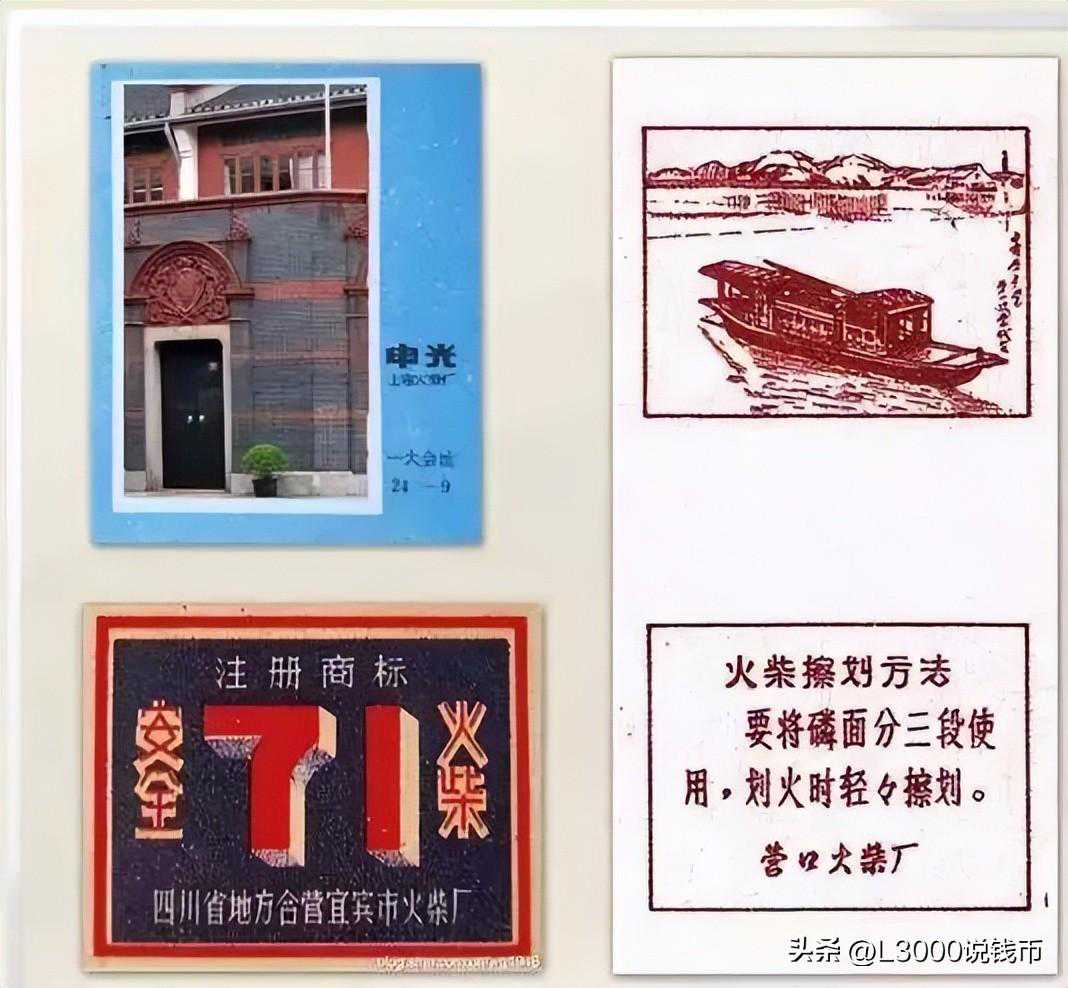 申光
上海火柴厂
一大会址
24—9
注册商标
安全
71
火柴
四川省地方合营宜宾市火柴厂
火柴擦划方法
要将磷面分三段使
用，划火时轻々擦划。
营口火柴厂
头条 @L3000说钱币